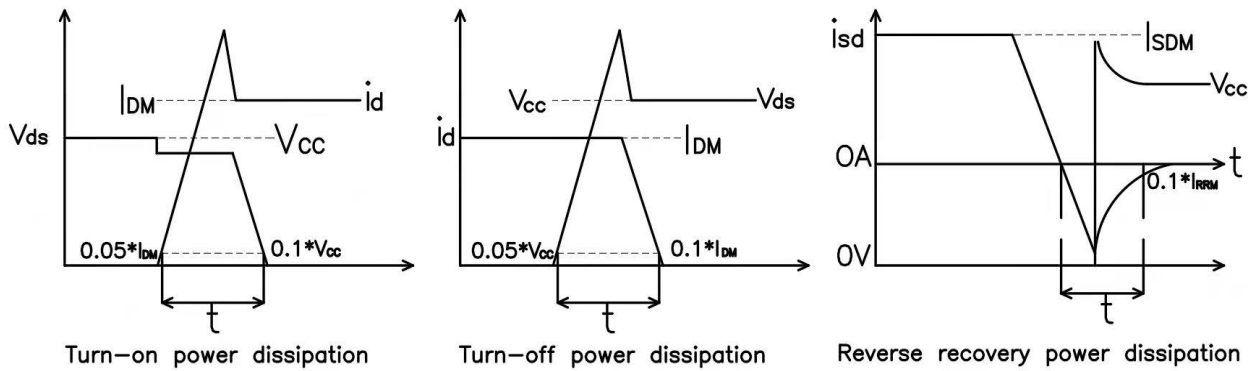 IDM
id
Vds
VCC
0.05*IDM
0.1*VCC
t
Turn-on power dissipation
VCC
Vds
id
IDM
0.05*VCC
0.1*IDM
t
Turn-off power dissipation
isd
ISDM
VCC
0A
t
0.1*IRRM
0V
t
Reverse recovery power dissipation